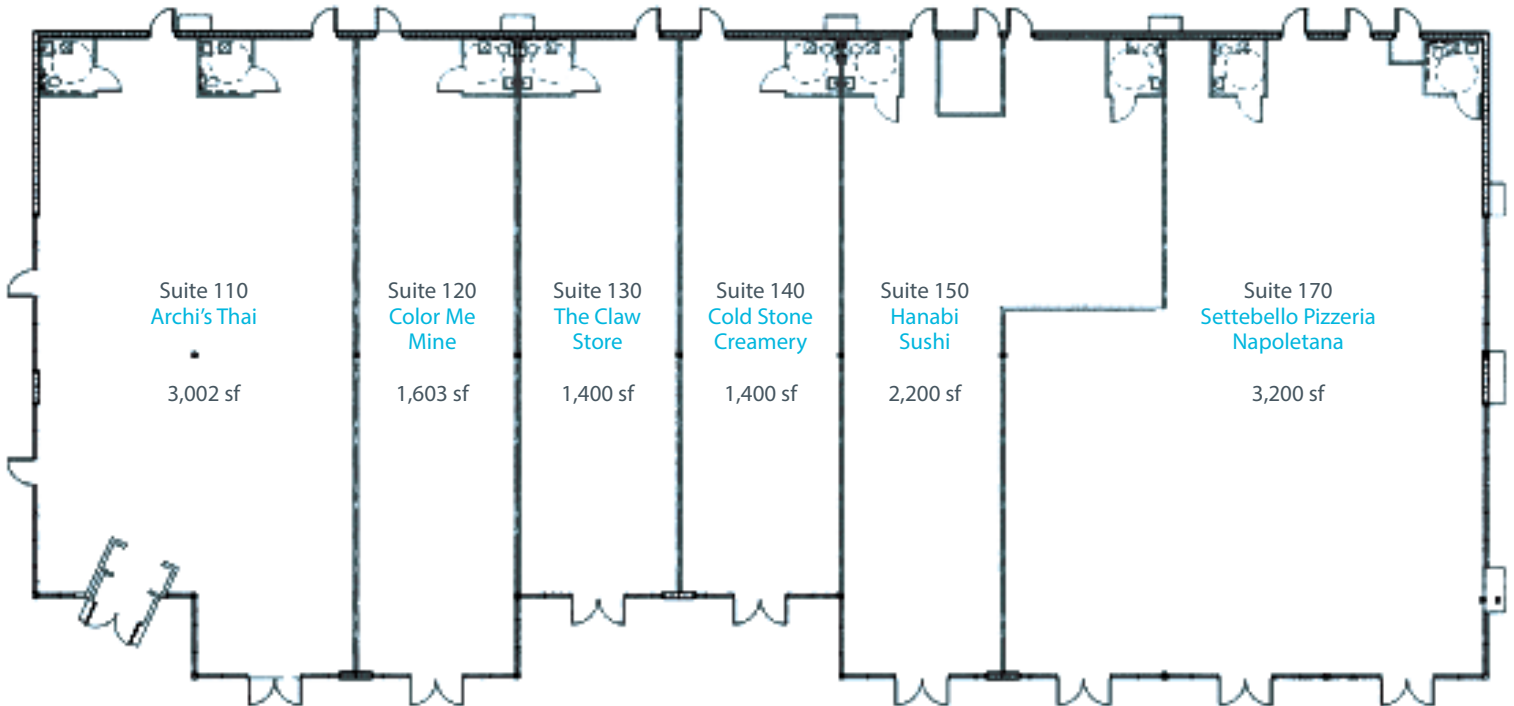 Suite 110
Archi's Thai
3,002 sf
Suite 120
Color Me
Mine
1,603 sf
Suite 130
The Claw
Store
1,400 sf
Suite 140
Cold Stone
Creamery
1,400 sf
Suite 150
Hanabi
Sushi
2,200 sf
Suite 170
Settebello Pizzeria
Napoletana
3,200 sf